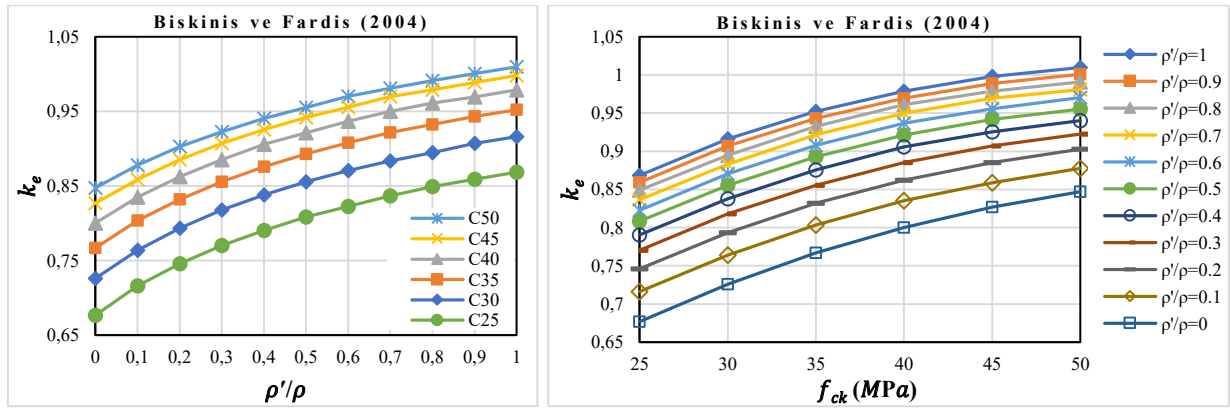 Biskinis ve Fardis (2004)
1,05
0,95
0,85
0,75
0,65
kₑ
C50
C45
C40
C35
C30
C25
0 0,1 0,2 0,3 0,4 0,5 0,6 0,7 0,8 0,9 1
ρ'/ρ
Biskinis ve Fardis (2004)
1,05
1
0,95
0,9
0,85
0,8
0,75
0,7
0,65
kₑ
25 30 35 40 45 50
f_ck (MPa)
ρ'/ρ=1
ρ'/ρ=0.9
ρ'/ρ=0.8
ρ'/ρ=0.7
ρ'/ρ=0.6
ρ'/ρ=0.5
ρ'/ρ=0.4
ρ'/ρ=0.3
ρ'/ρ=0.2
ρ'/ρ=0.1
ρ'/ρ=0